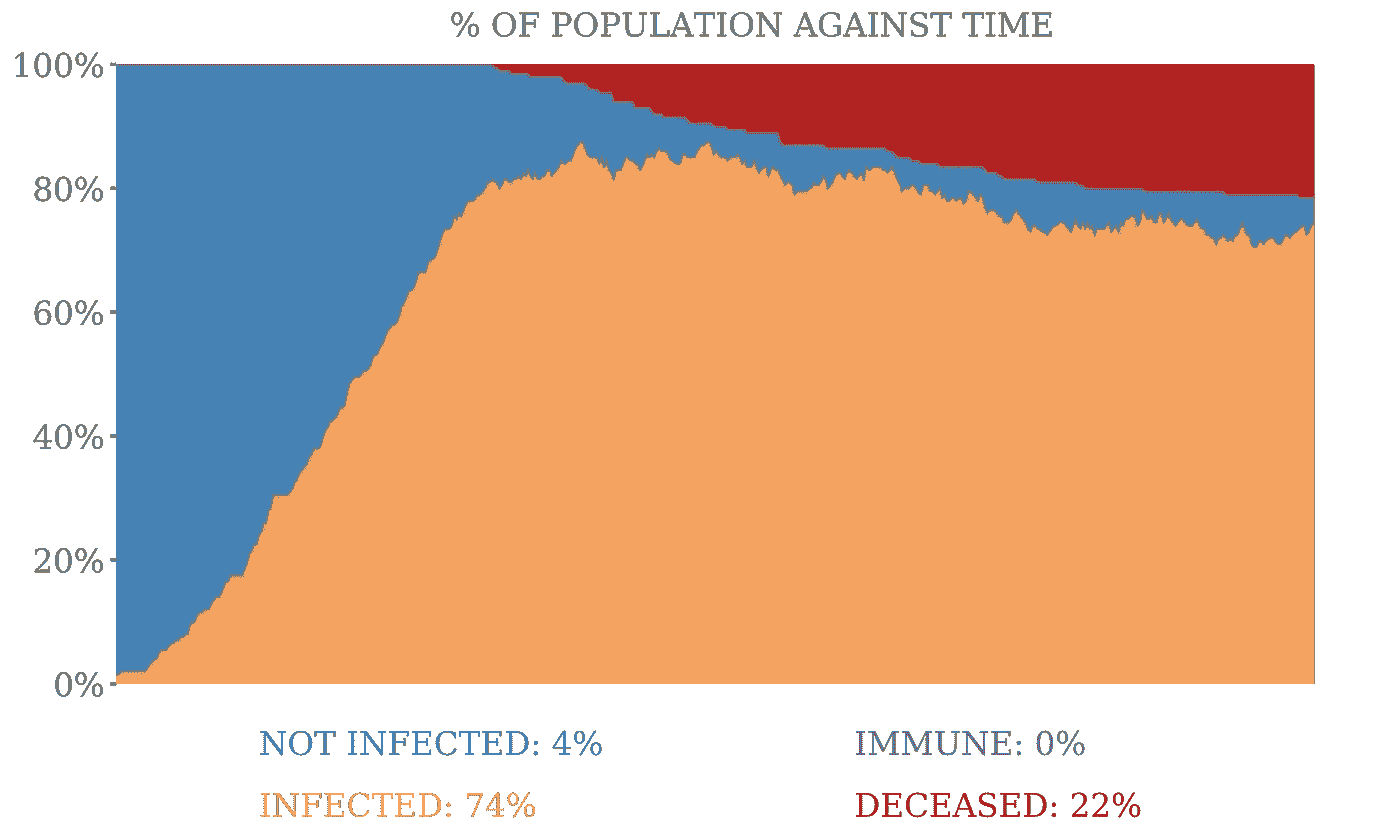 % OF POPULATION AGAINST TIME
100%
80%
60%
40%
20%
0%
NOT INFECTED: 4%
IMMUNE: 0%
INFECTED: 74%
DECEASED: 22%